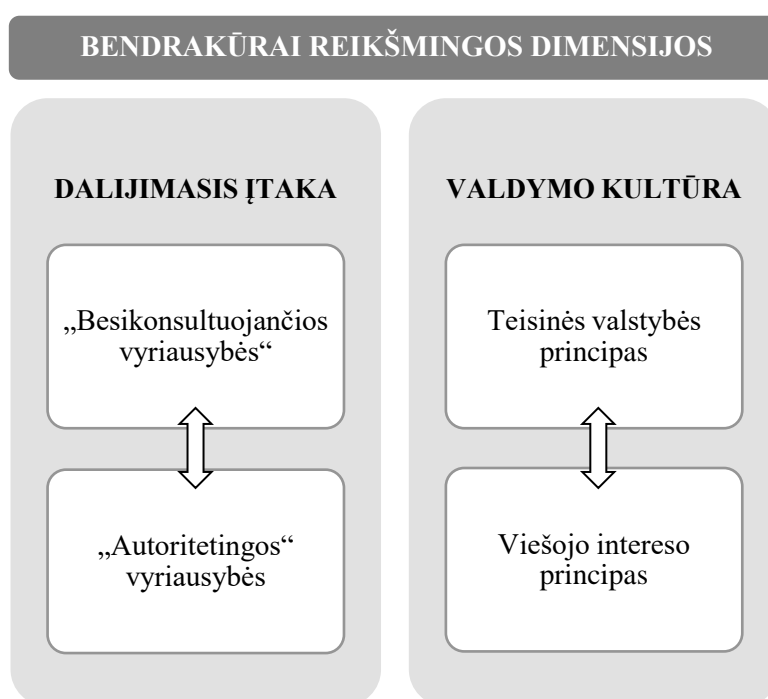 BENDRAKŪRAI REIKŠMINGOS DIMENSIJOS
DALIJIMASIS ĮTAKA
„Besikonsultuojančios
vyriausybės“
„Autoritetingos“
vyriausybės
VALDYMO KULTŪRA
Teisinės valstybės
principas
Viešojo intereso
principas